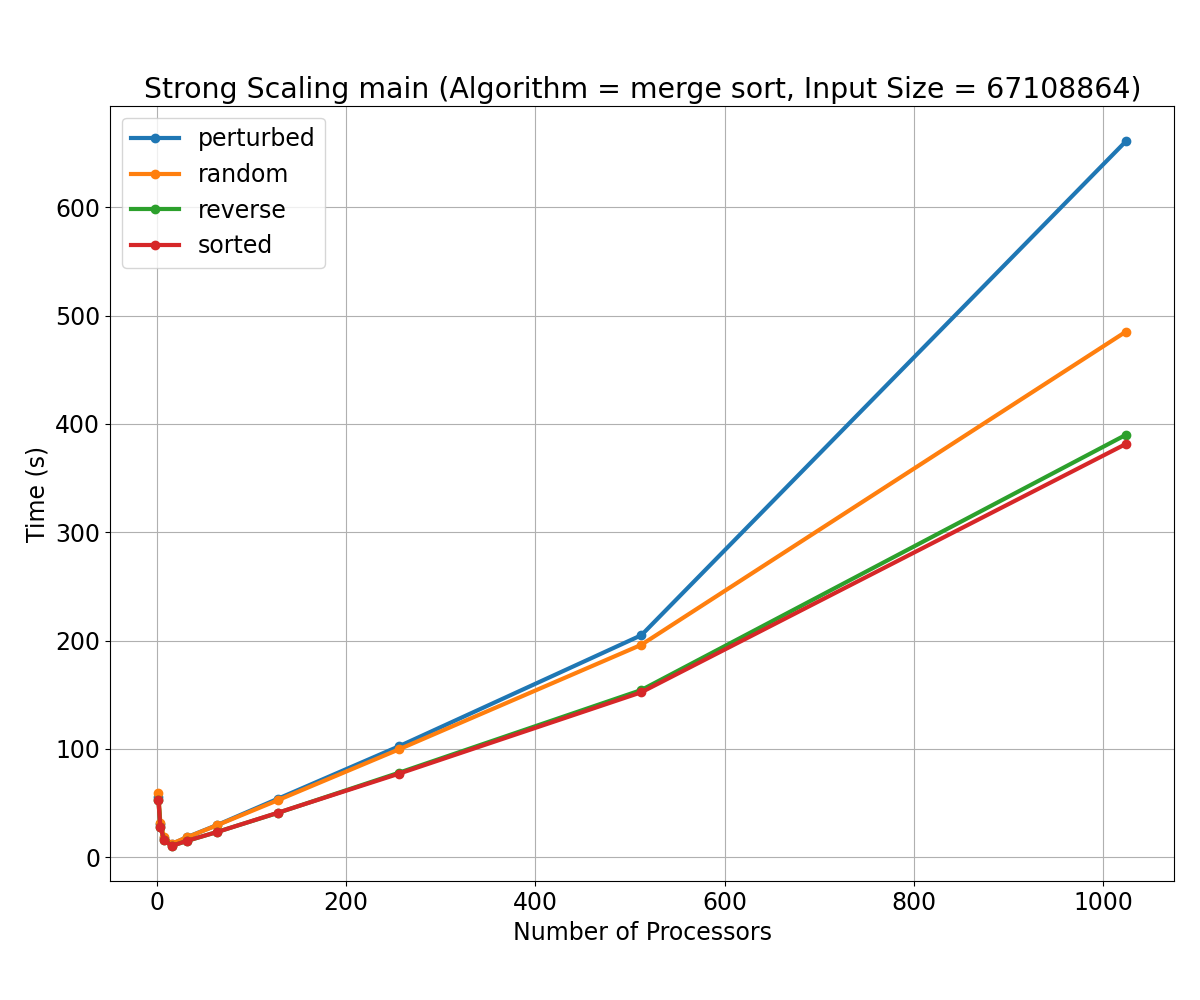 Strong Scaling main (Algorithm = merge sort, Input Size = 67108864)
perturbed
random
reverse
sorted
600
500
400
300
200
100
0
Time (s)
0 200 400 600 800 1000
Number of Processors